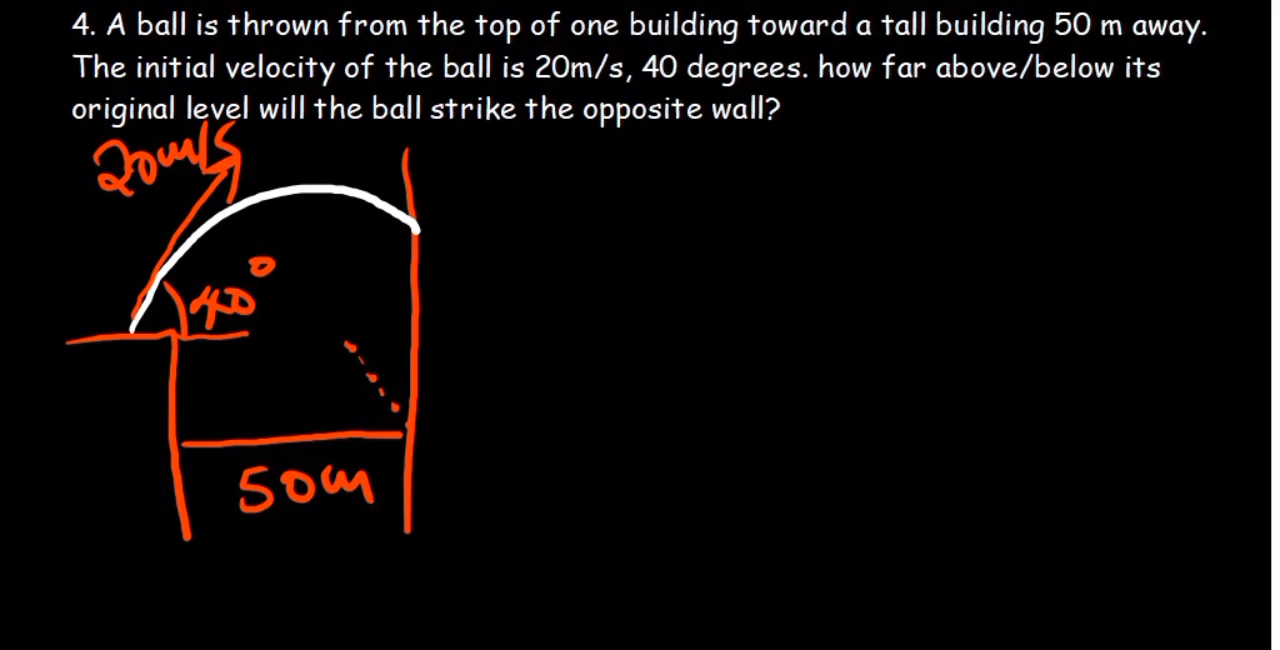 4. A ball is thrown from the top of one building toward a tall building 50 m away.
The initial velocity of the ball is 20m/s, 40 degrees. how far above/below its
original level will the ball strike the opposite wall?
20m/s
40°
50m